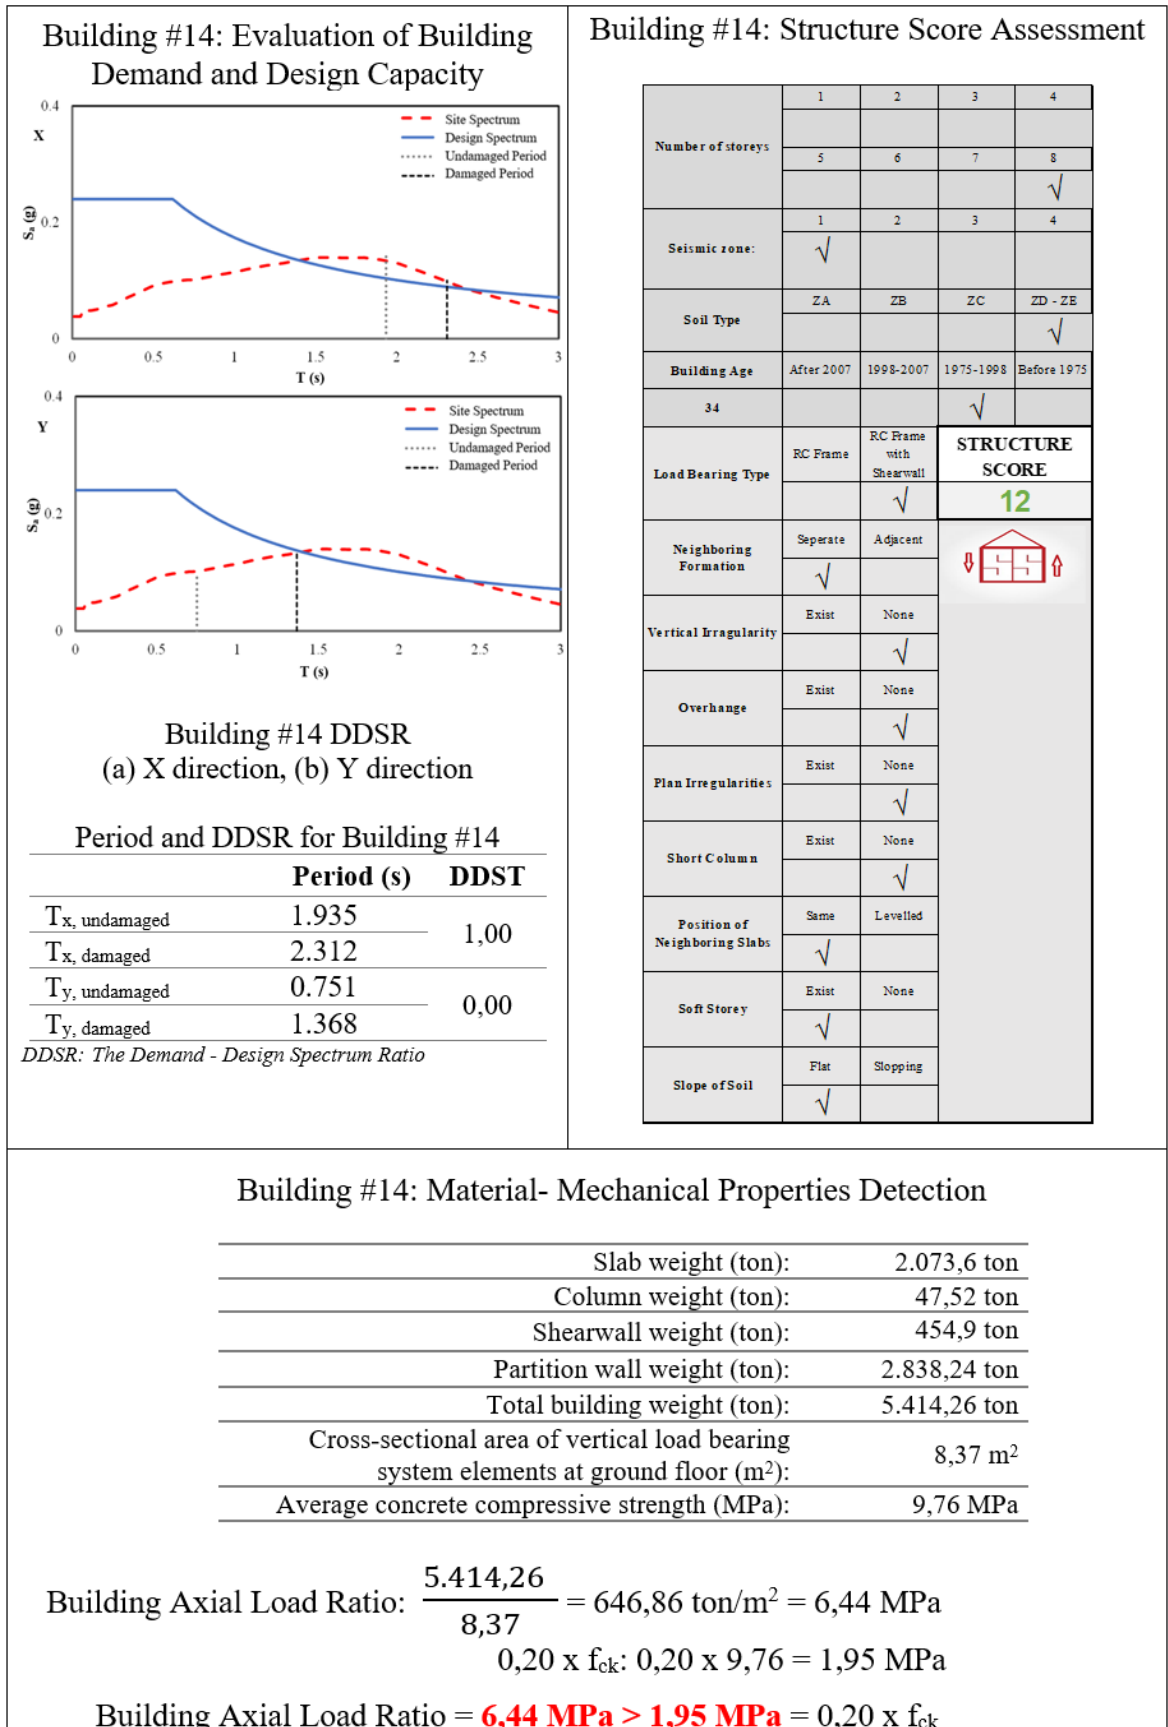 Building #14: Evaluation of Building
Demand and Design Capacity
0.4
X
Site Spectrum
Design Spectrum
Undamaged Period
Damaged Period
Sa (g)
0.2
0
0 0.5 1 1.5 2 2.5 3
T (s)
0.4
Y
Site Spectrum
Design Spectrum
Undamaged Period
Damaged Period
Sa (g)
0.2
0
0 0.5 1 1.5 2 2.5 3
T (s)
Building #14 DDSR
(a) X direction, (b) Y direction
Period and DDSR for Building #14
Period (s) DDST
Tx, undamaged 1.935
1,00
Tx, damaged 2.312
Ty, undamaged 0.751
0,00
Ty, damaged 1.368
DDSR: The Demand - Design Spectrum Ratio
Building #14: Structure Score Assessment
1 2 3 4
Number of storeys
5 6 7 8
√
1 2 3 4
Seismic zone:
√
ZA ZB ZC ZD - ZE
Soil Type
√
Building Age After 2007 1998-2007 1975-1998 Before 1975
34 √
Load Bearing Type
RC Frame
RC Frame
with
Shearwall
√
STRUCTURE
SCORE
12
Neighboring
Formation
Seperate Adjacent
√
Vertical Irragularity
Exist None
√
Overhange
Exist None
√
Plan Irregularities
Exist None
√
Short Column
Exist None
√
Position of
Neighboring Slabs
Same Levelled
√
Soft Storey
Exist None
√
Slope of Soil
Flat Slopping
√
Building #14: Material- Mechanical Properties Detection
Slab weight (ton): 2.073,6 ton
Column weight (ton): 47,52 ton
Shearwall weight (ton): 454,9 ton
Partition wall weight (ton): 2.838,24 ton
Total building weight (ton): 5.414,26 ton
Cross-sectional area of vertical load bearing
system elements at ground floor (m²): 8,37 m²
Average concrete compressive strength (MPa): 9,76 MPa
Building Axial Load Ratio: 5.414,26 / 8,37 = 646,86 ton/m² = 6,44 MPa
0,20 x fck: 0,20 x 9,76 = 1,95 MPa
Building Axial Load Ratio = 6,44 MPa > 1,95 MPa = 0,20 x fck